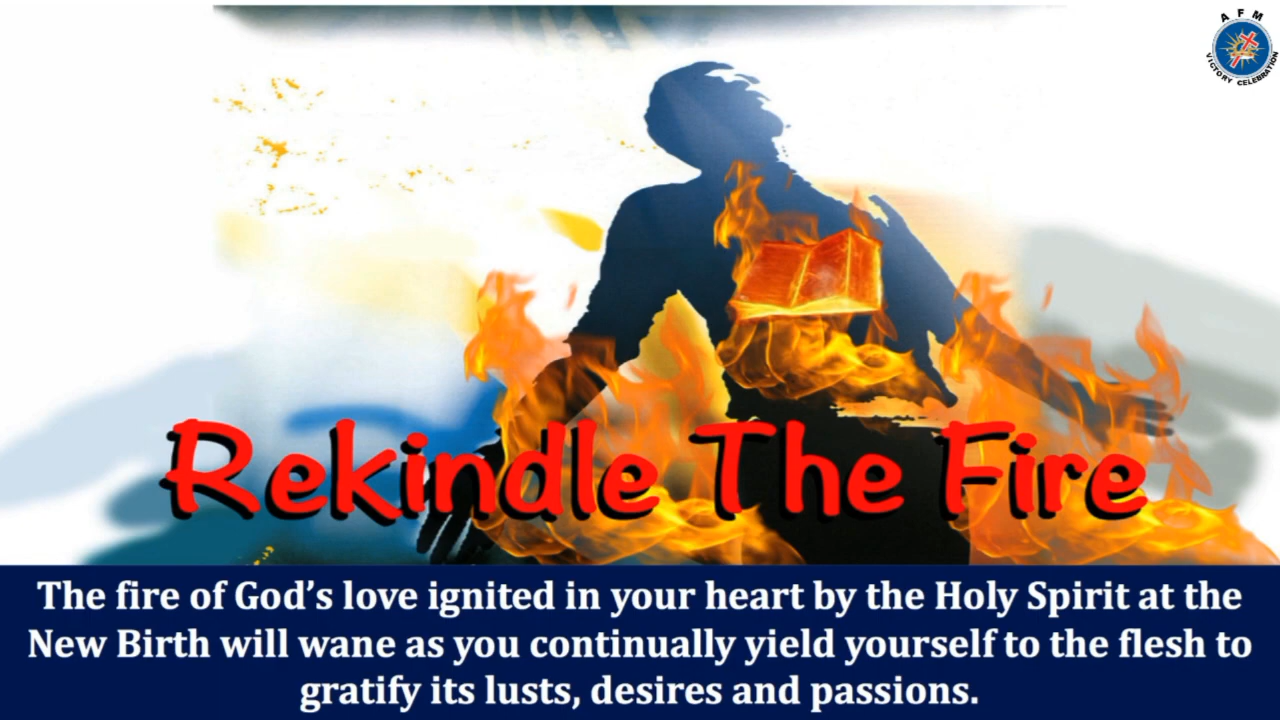 A F M
VICTORY CELEBRATION
Rekindle The Fire
The fire of God’s love ignited in your heart by the Holy Spirit at the
New Birth will wane as you continually yield yourself to the flesh to
gratify its lusts, desires and passions.